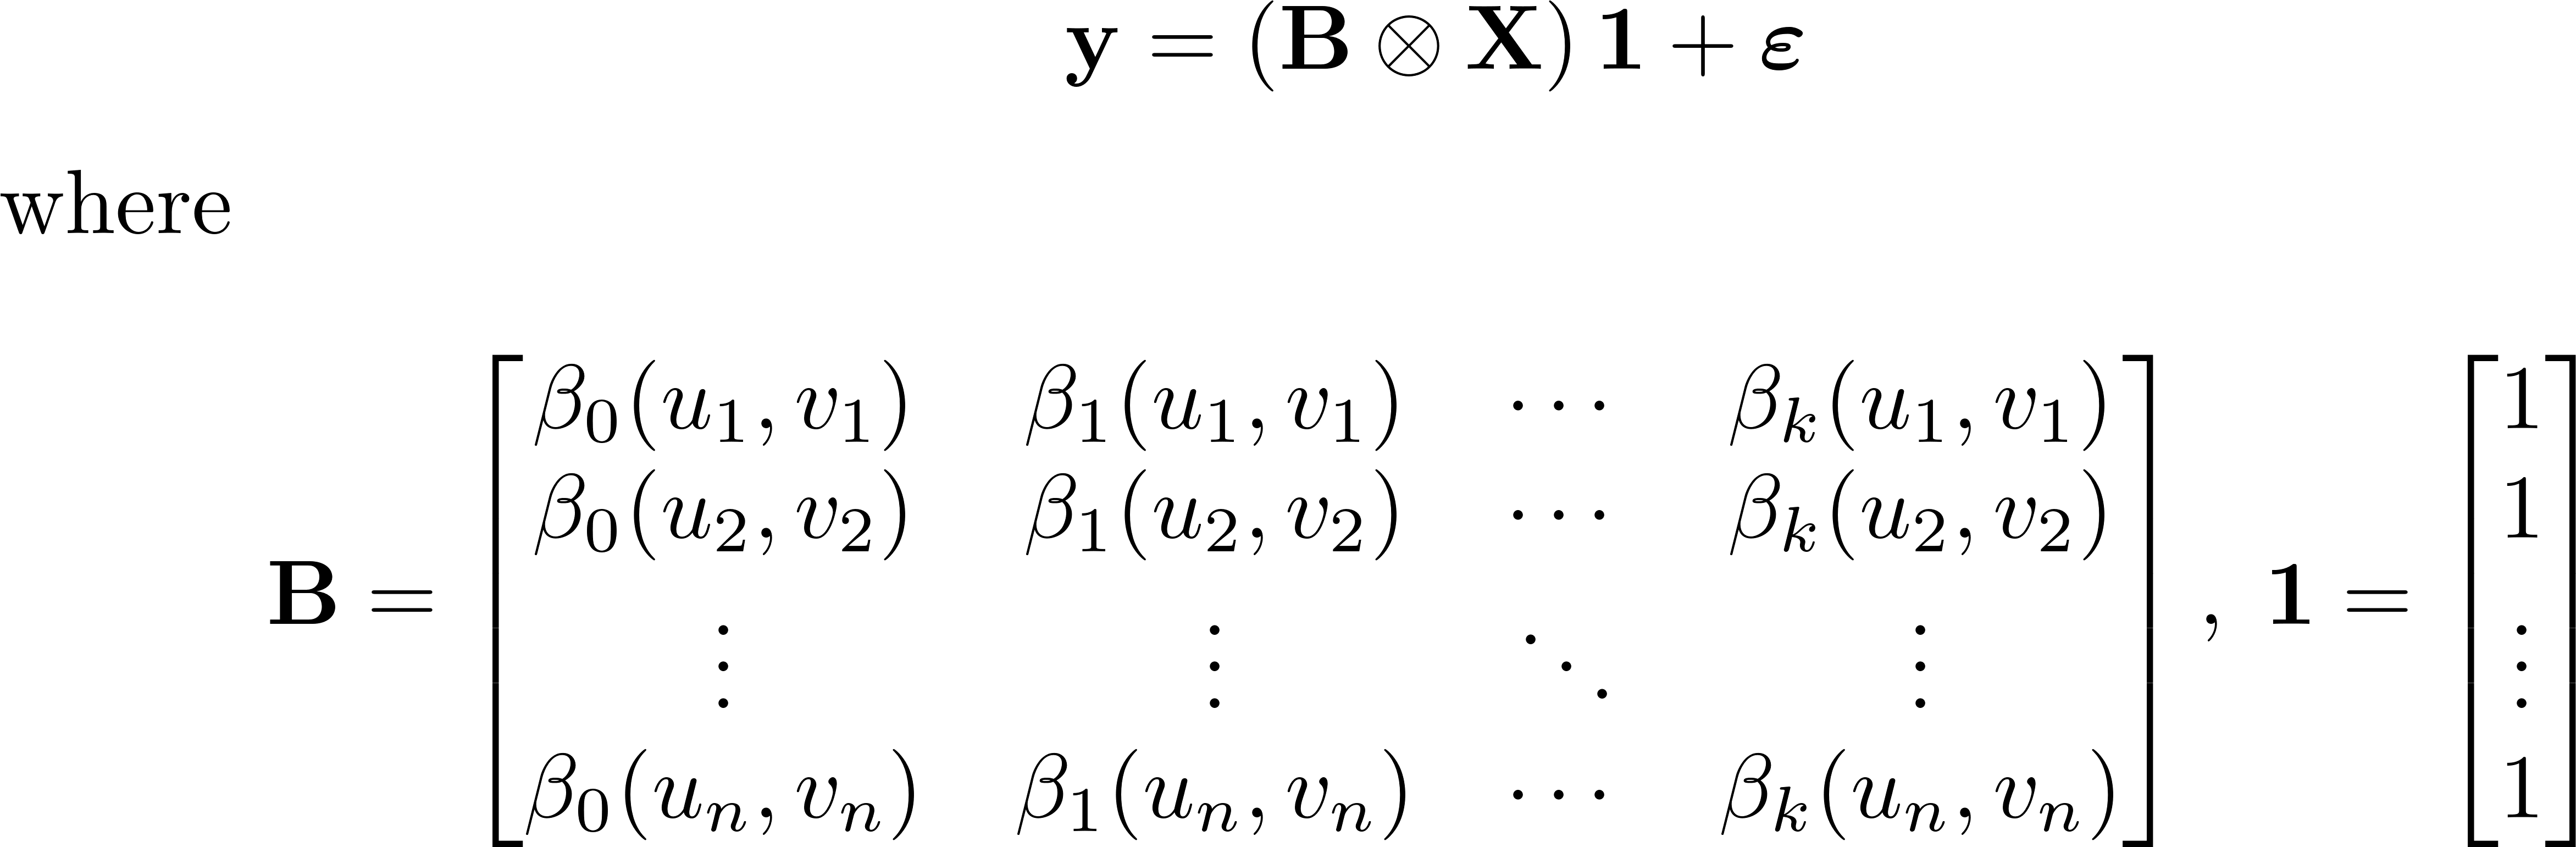 y = (B ⊗ X) 1 + ε
where
B = [β₀(u₁, v₁) β₁(u₁, v₁) ⋯ βₖ(u₁, v₁)
β₀(u₂, v₂) β₁(u₂, v₂) ⋯ βₖ(u₂, v₂)
⋮ ⋮ ⋱ ⋮
β₀(uₙ, vₙ) β₁(uₙ, vₙ) ⋯ βₖ(uₙ, vₙ)] , 1 = [1
1
⋮
1]